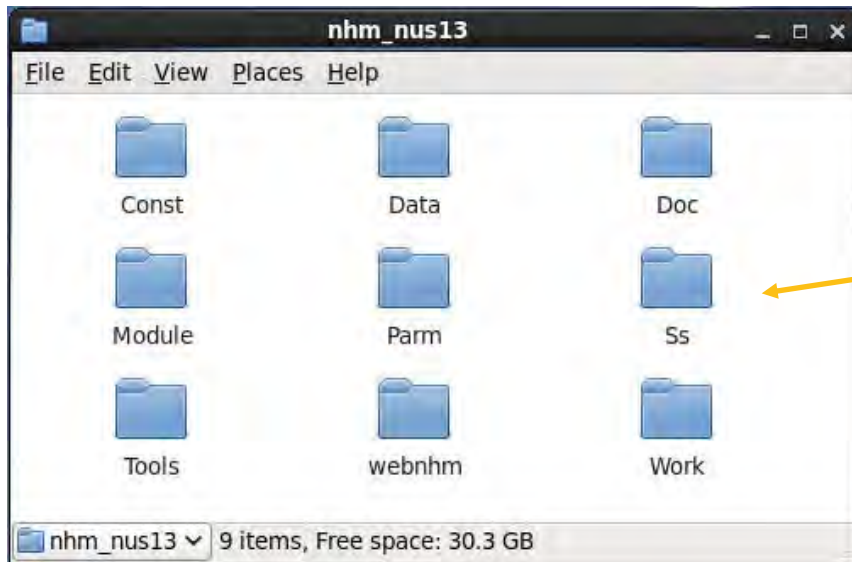 nhm_nus13
File Edit View Places Help
Const Data Doc
Module Parm Ss
Tools webnhm Work
nhm_nus13 9 items, Free space: 30.3 GB